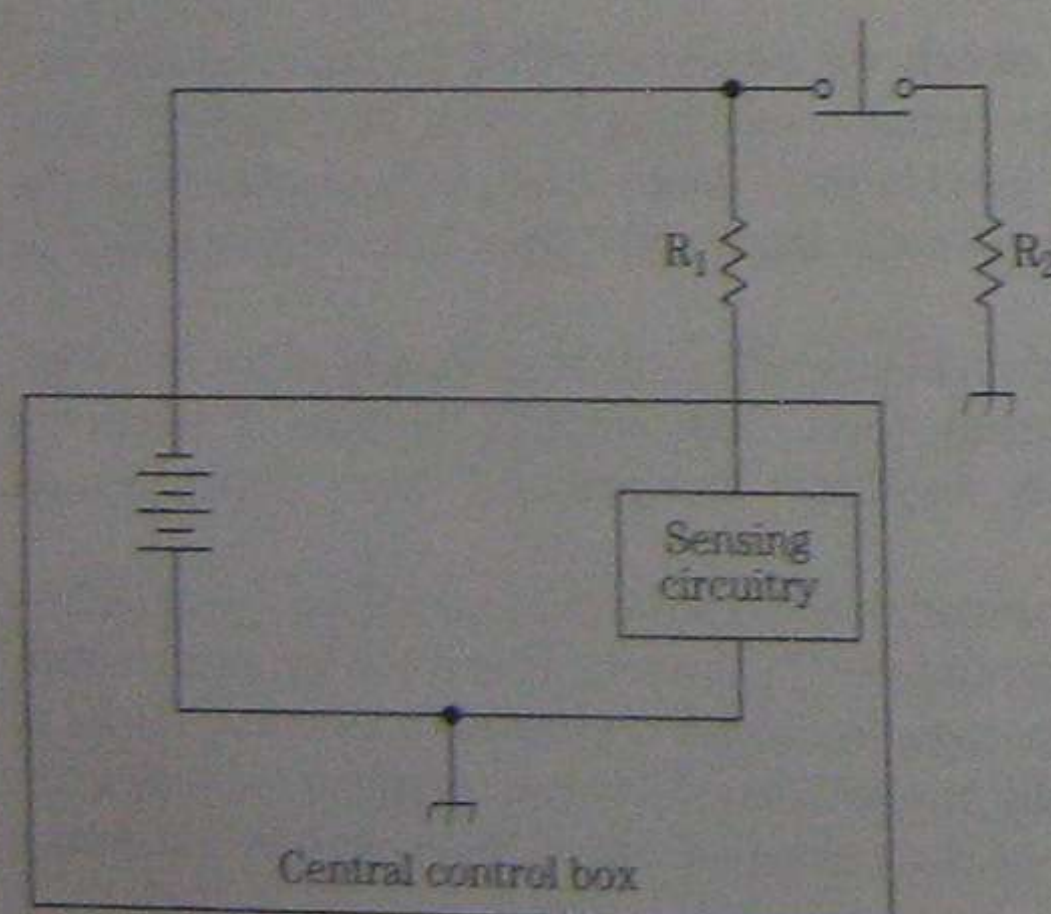 R₁
R₂
Sensing
circuitry
Central control box